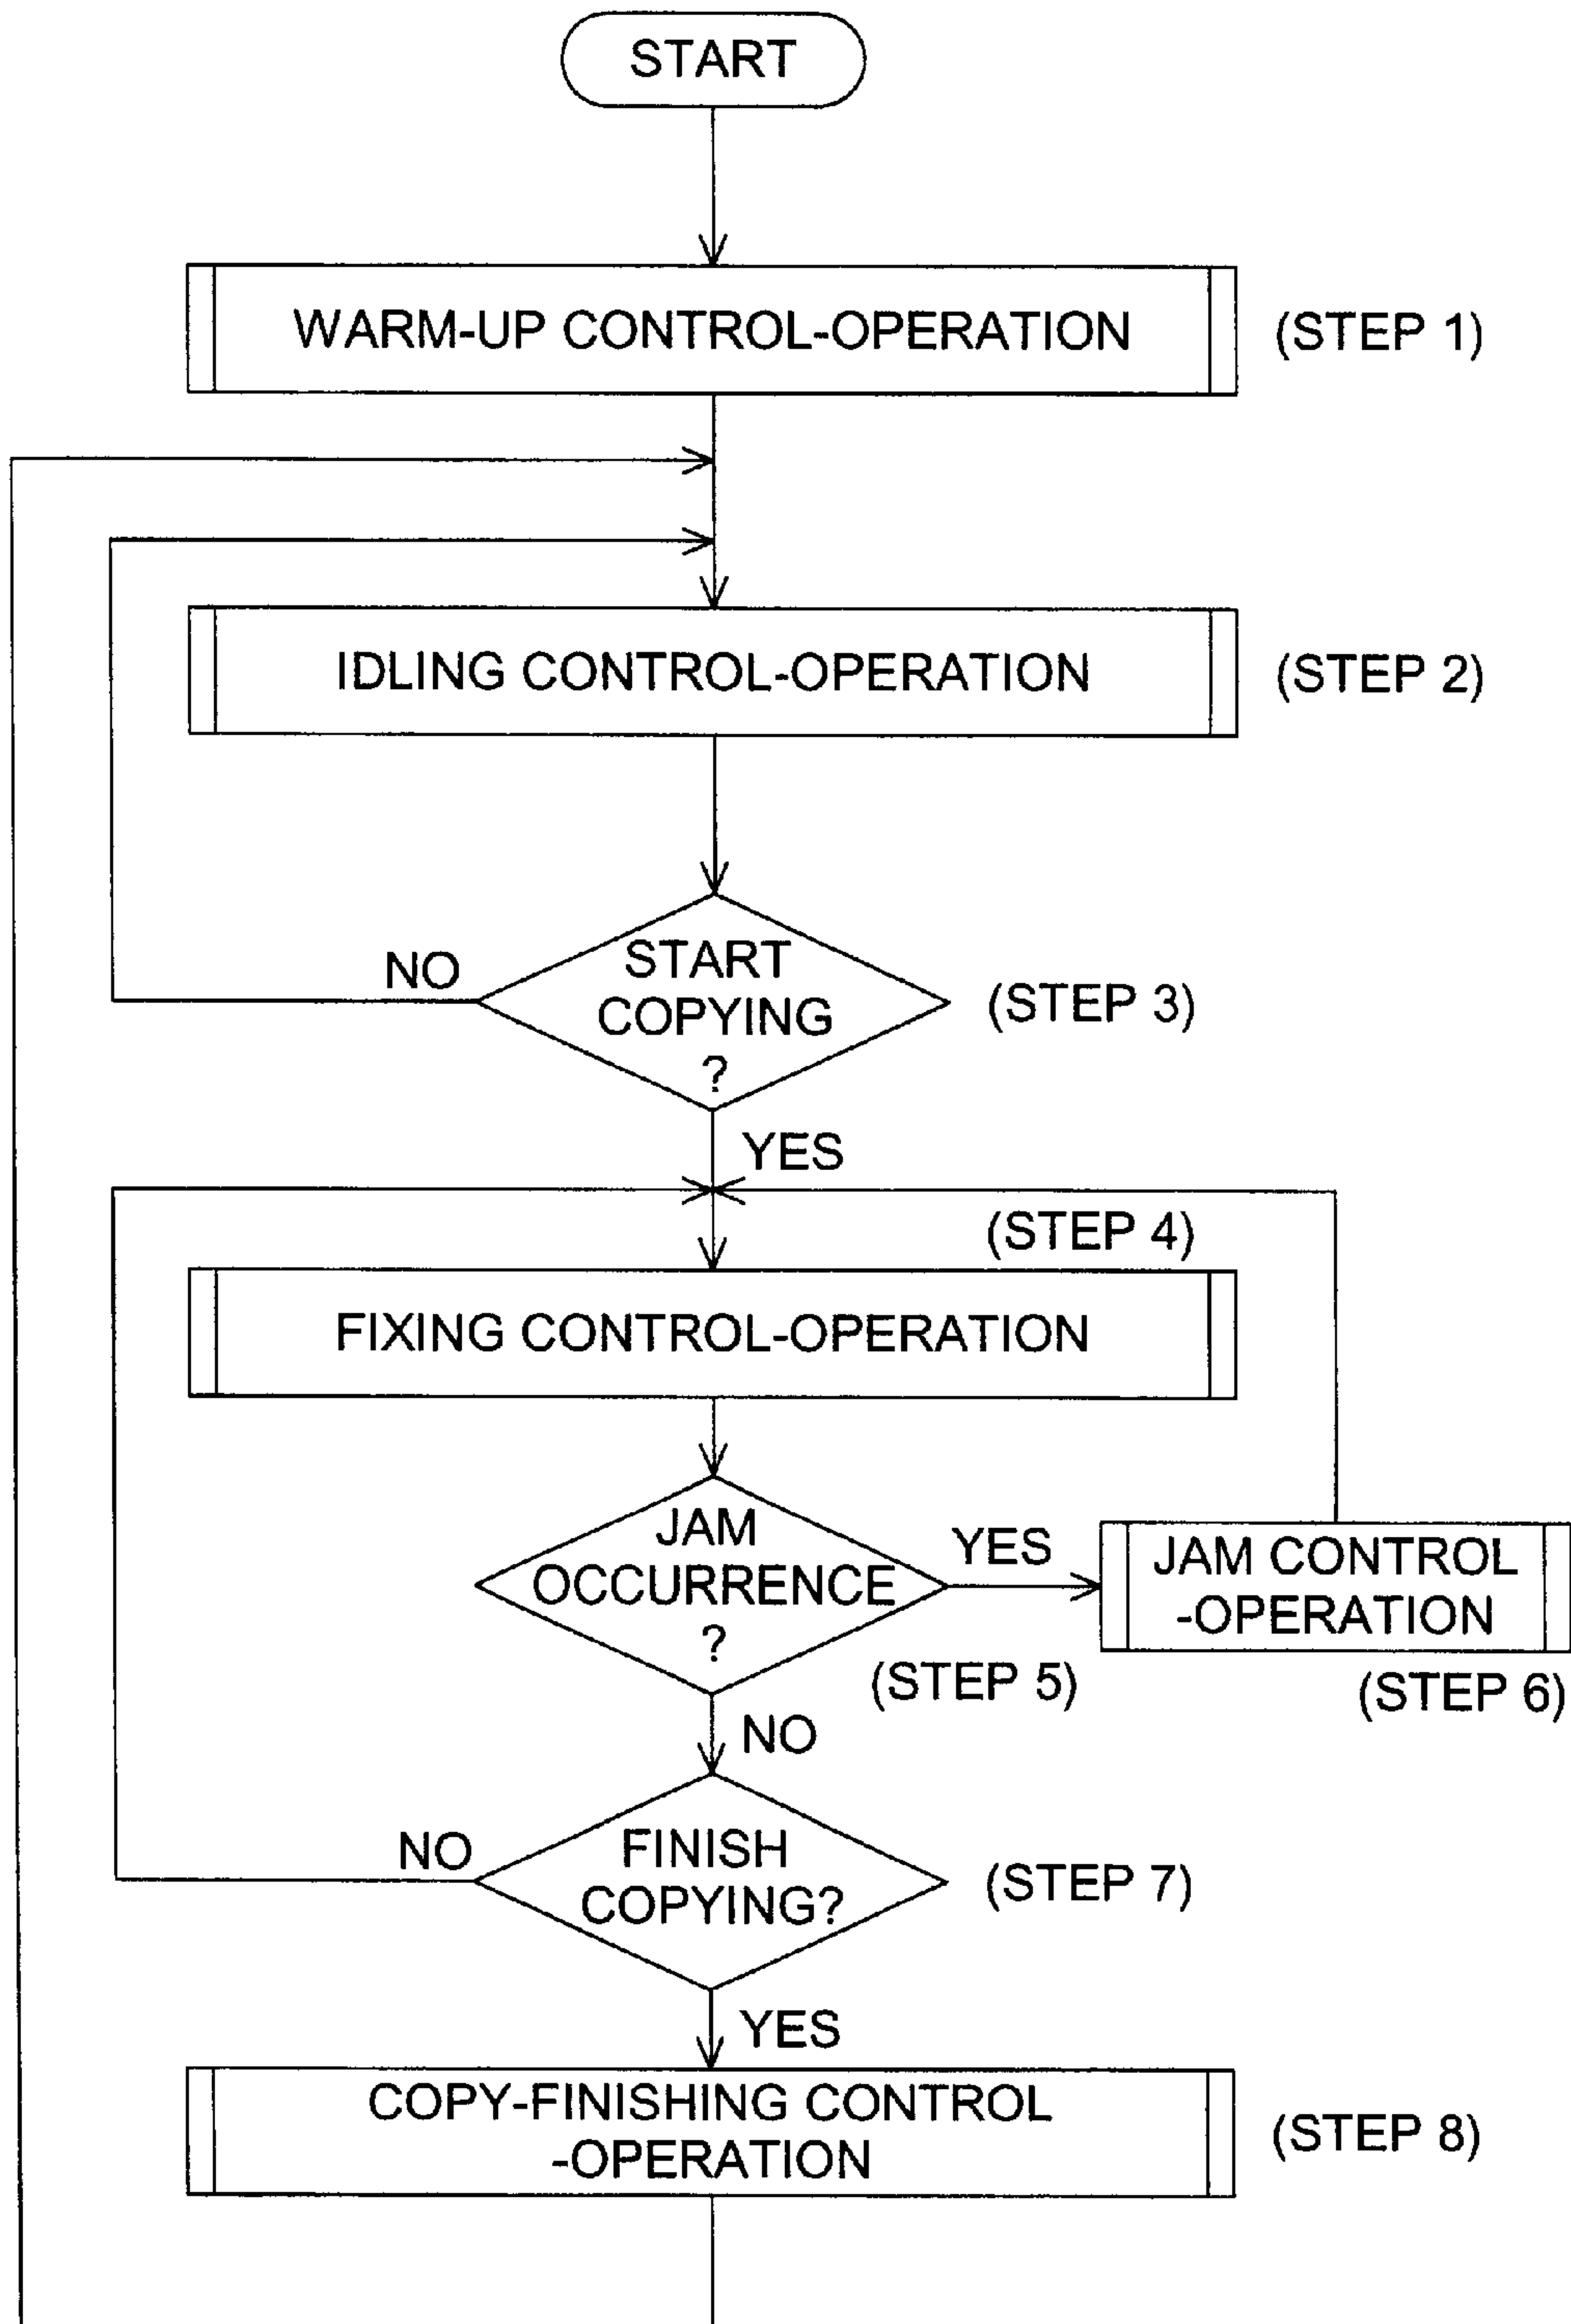 START
WARM-UP CONTROL-OPERATION
(STEP 1)
IDLING CONTROL-OPERATION
(STEP 2)
NO
START
COPYING
?
(STEP 3)
YES
(STEP 4)
FIXING CONTROL-OPERATION
JAM
OCCURRENCE
?
YES
JAM CONTROL
-OPERATION
(STEP 5)
(STEP 6)
NO
NO
FINISH
COPYING?
(STEP 7)
YES
COPY-FINISHING CONTROL
-OPERATION
(STEP 8)